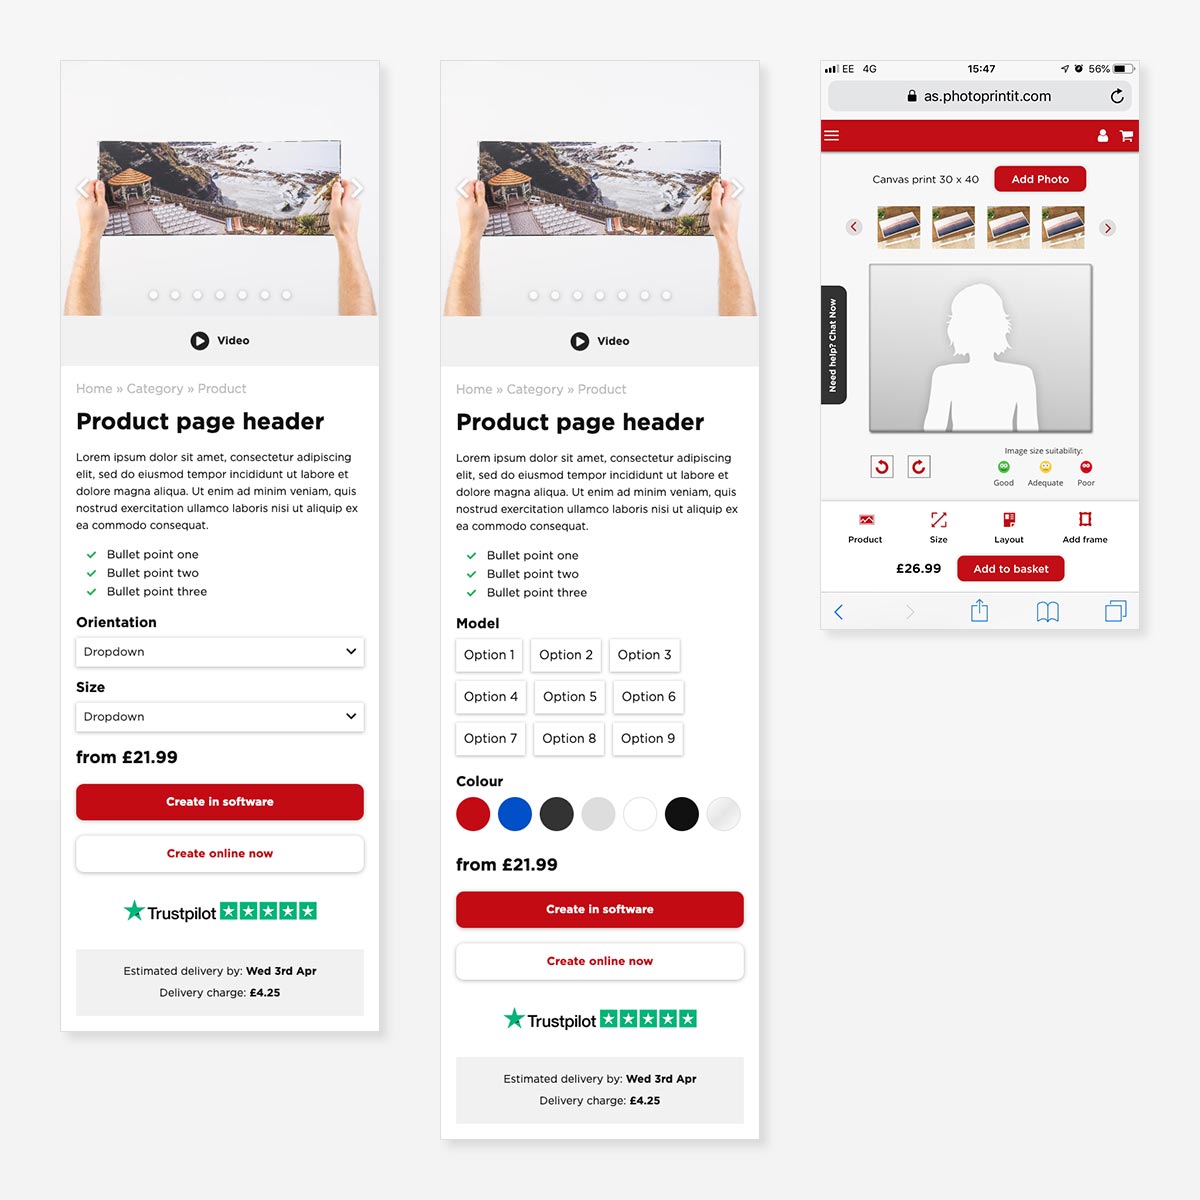 Video
Home » Category » Product
Product page header
Lorem ipsum dolor sit amet, consectetur adipiscing
elit, sed do eiusmod tempor incididunt ut labore et
dolore magna aliqua. Ut enim ad minim veniam, quis
nostrud exercitation ullamco laboris nisi ut aliquip ex
ea commodo consequat.
Bullet point one
Bullet point two
Bullet point three
Orientation
Dropdown
Size
Dropdown
from £21.99
Create in software
Create online now
Trustpilot
Estimated delivery by: Wed 3rd Apr
Delivery charge: £4.25
Video
Home » Category » Product
Product page header
Lorem ipsum dolor sit amet, consectetur adipiscing
elit, sed do eiusmod tempor incididunt ut labore et
dolore magna aliqua. Ut enim ad minim veniam, quis
nostrud exercitation ullamco laboris nisi ut aliquip ex
ea commodo consequat.
Bullet point one
Bullet point two
Bullet point three
Model
Option 1 Option 2 Option 3
Option 4 Option 5 Option 6
Option 7 Option 8 Option 9
Colour
from £21.99
Create in software
Create online now
Trustpilot
Estimated delivery by: Wed 3rd Apr
Delivery charge: £4.25
EE 4G 15:47 56%
as.photoprintit.com
Canvas print 30 x 40 Add Photo
Need help? Chat Now
Image size suitability:
Good Adequate Poor
Product Size Layout Add frame
£26.99 Add to basket